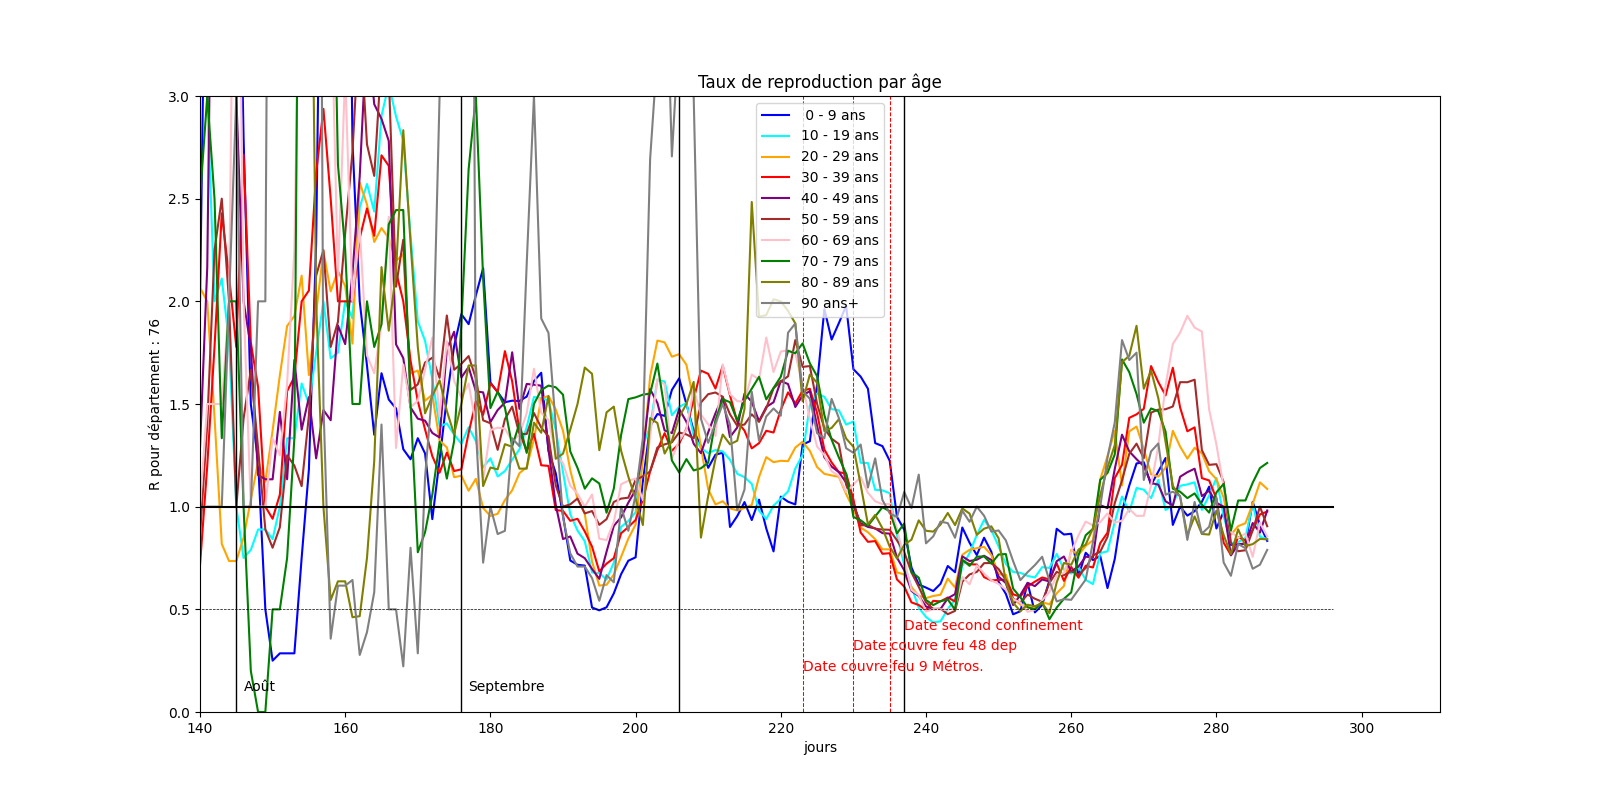 Taux de reproduction par âge
R pour département : 76
3.0
2.5
2.0
1.5
1.0
0.5
0.0
0 - 9 ans
10 - 19 ans
20 - 29 ans
30 - 39 ans
40 - 49 ans
50 - 59 ans
60 - 69 ans
70 - 79 ans
80 - 89 ans
90 ans+
Date second confinement
Date couvre feu 48 dep
Date couvre feu 9 Métros.
Août
Septembre
140
160
180
200
220
240
260
280
300
jours